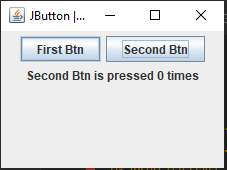 JButton |...
First Btn
Second Btn
Second Btn is pressed 0 times